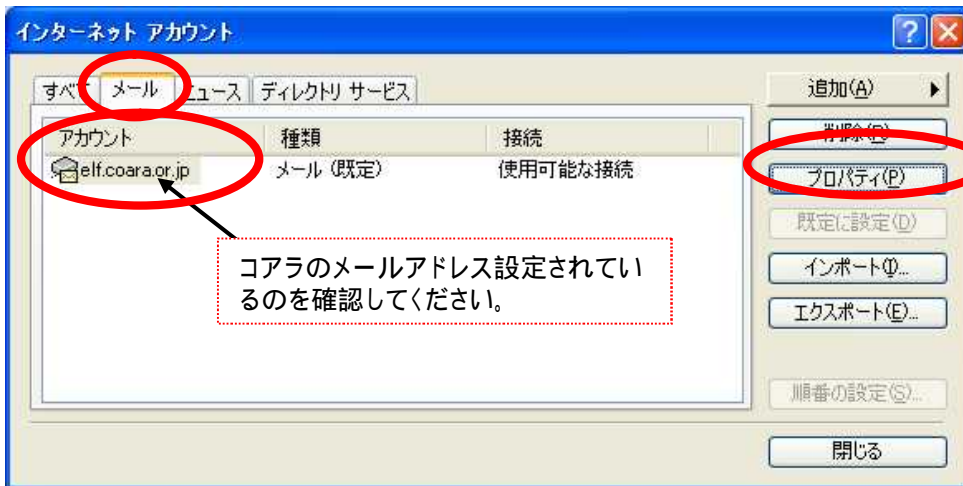 インターネット アカウント
すべて メール ニュース ディレクトリ サービス
アカウント 種類 接続
elf.coara.or.jp メール (既定) 使用可能な接続
コアラのメールアドレス設定されてい
るのを確認してください。
追加(A)
削除(R)
プロパティ(P)
既定に設定(D)
インポート(I)...
エクスポート(E)...
順番の設定(S)...
閉じる